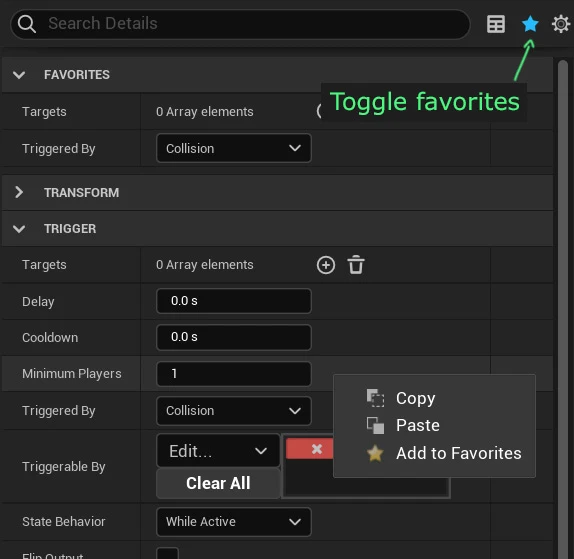 Search Details
FAVORITES
Toggle favorites
Targets 0 Array elements
Triggered By Collision
TRANSFORM
TRIGGER
Targets 0 Array elements
Delay 0.0 s
Cooldown 0.0 s
Minimum Players 1
Triggered By Collision
Copy
Paste
Add to Favorites
Triggerable By Edit...
Clear All
State Behavior While Active
Flip Output